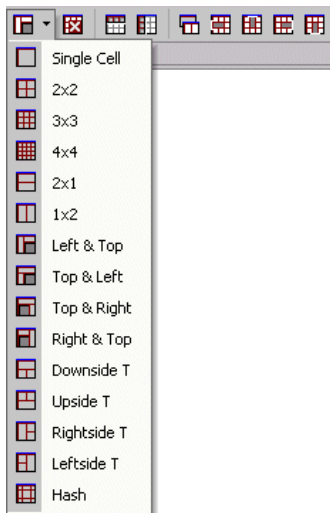 Single Cell
2x2
3x3
4x4
2x1
1x2
Left & Top
Top & Left
Top & Right
Right & Top
Downside T
Upside T
Rightside T
Leftside T
Hash